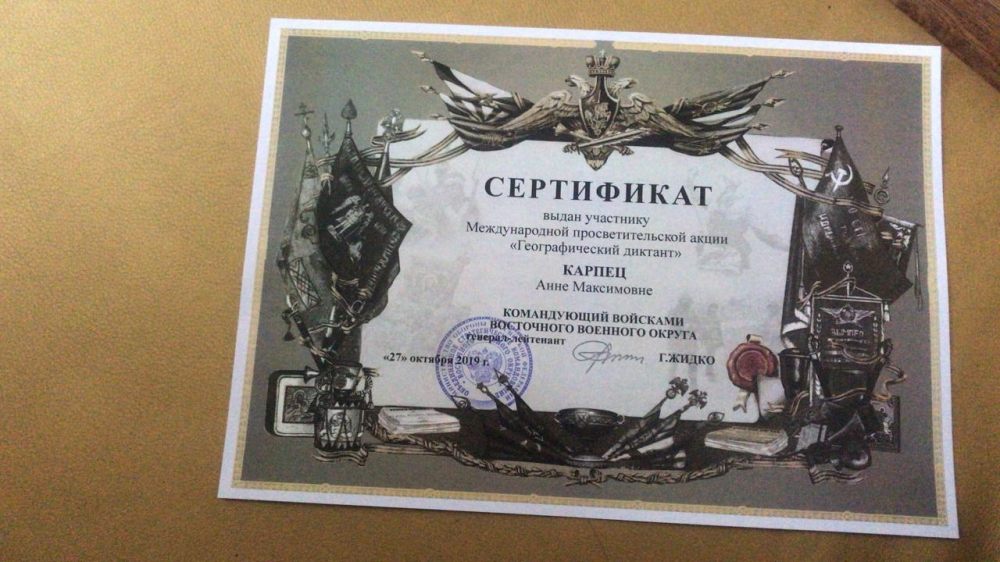 СЕРТИФИКАТ
выдан участнику
Международной просветительской акции
«Географический диктант»
КАРПЕЦ
Анне Максимовне
КОМАНДУЮЩИЙ ВОЙСКАМИ
ВОСТОЧНОГО ВОЕННОГО ОКРУГА
генерал-лейтенант
«27» октября 2019 г.
Г.ЖИДКО